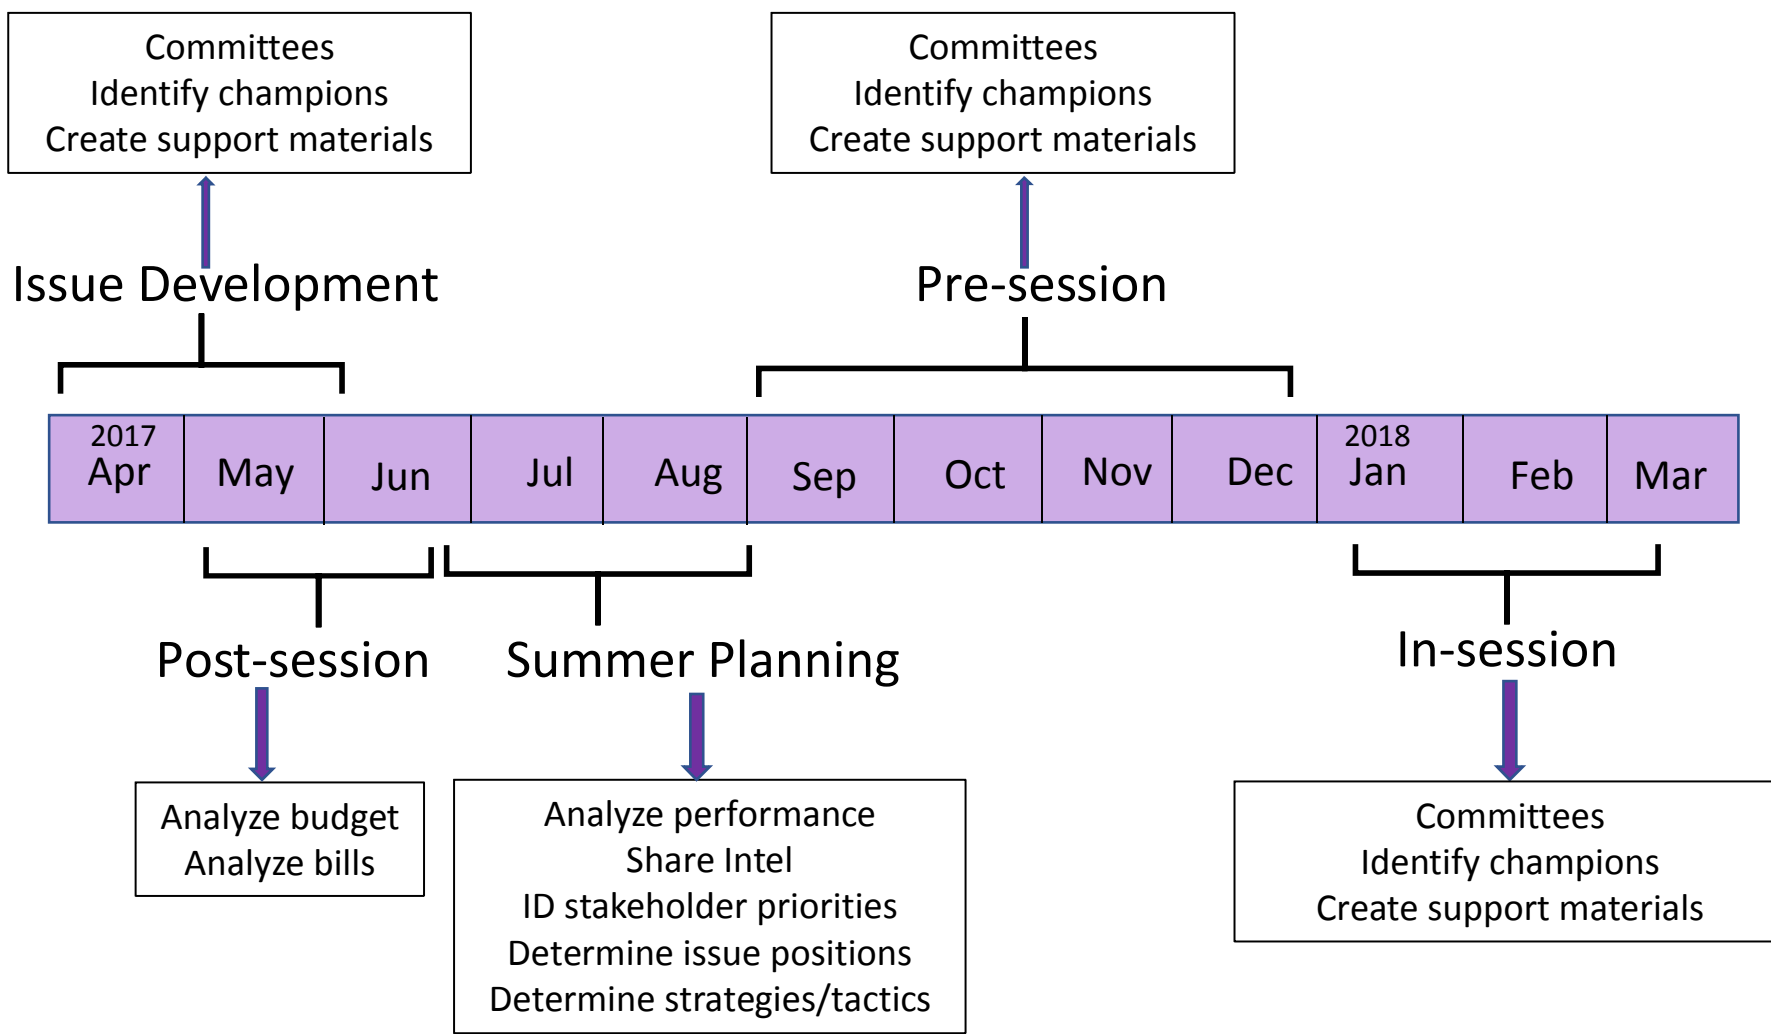 Committees
Identify champions
Create support materials
Committees
Identify champions
Create support materials
Issue Development
Pre-session
2017
Apr
May
Jun
Jul
Aug
Sep
Oct
Nov
Dec
2018
Jan
Feb
Mar
Post-session
Summer Planning
In-session
Analyze budget
Analyze bills
Analyze performance
Share Intel
ID stakeholder priorities
Determine issue positions
Determine strategies/tactics
Committees
Identify champions
Create support materials